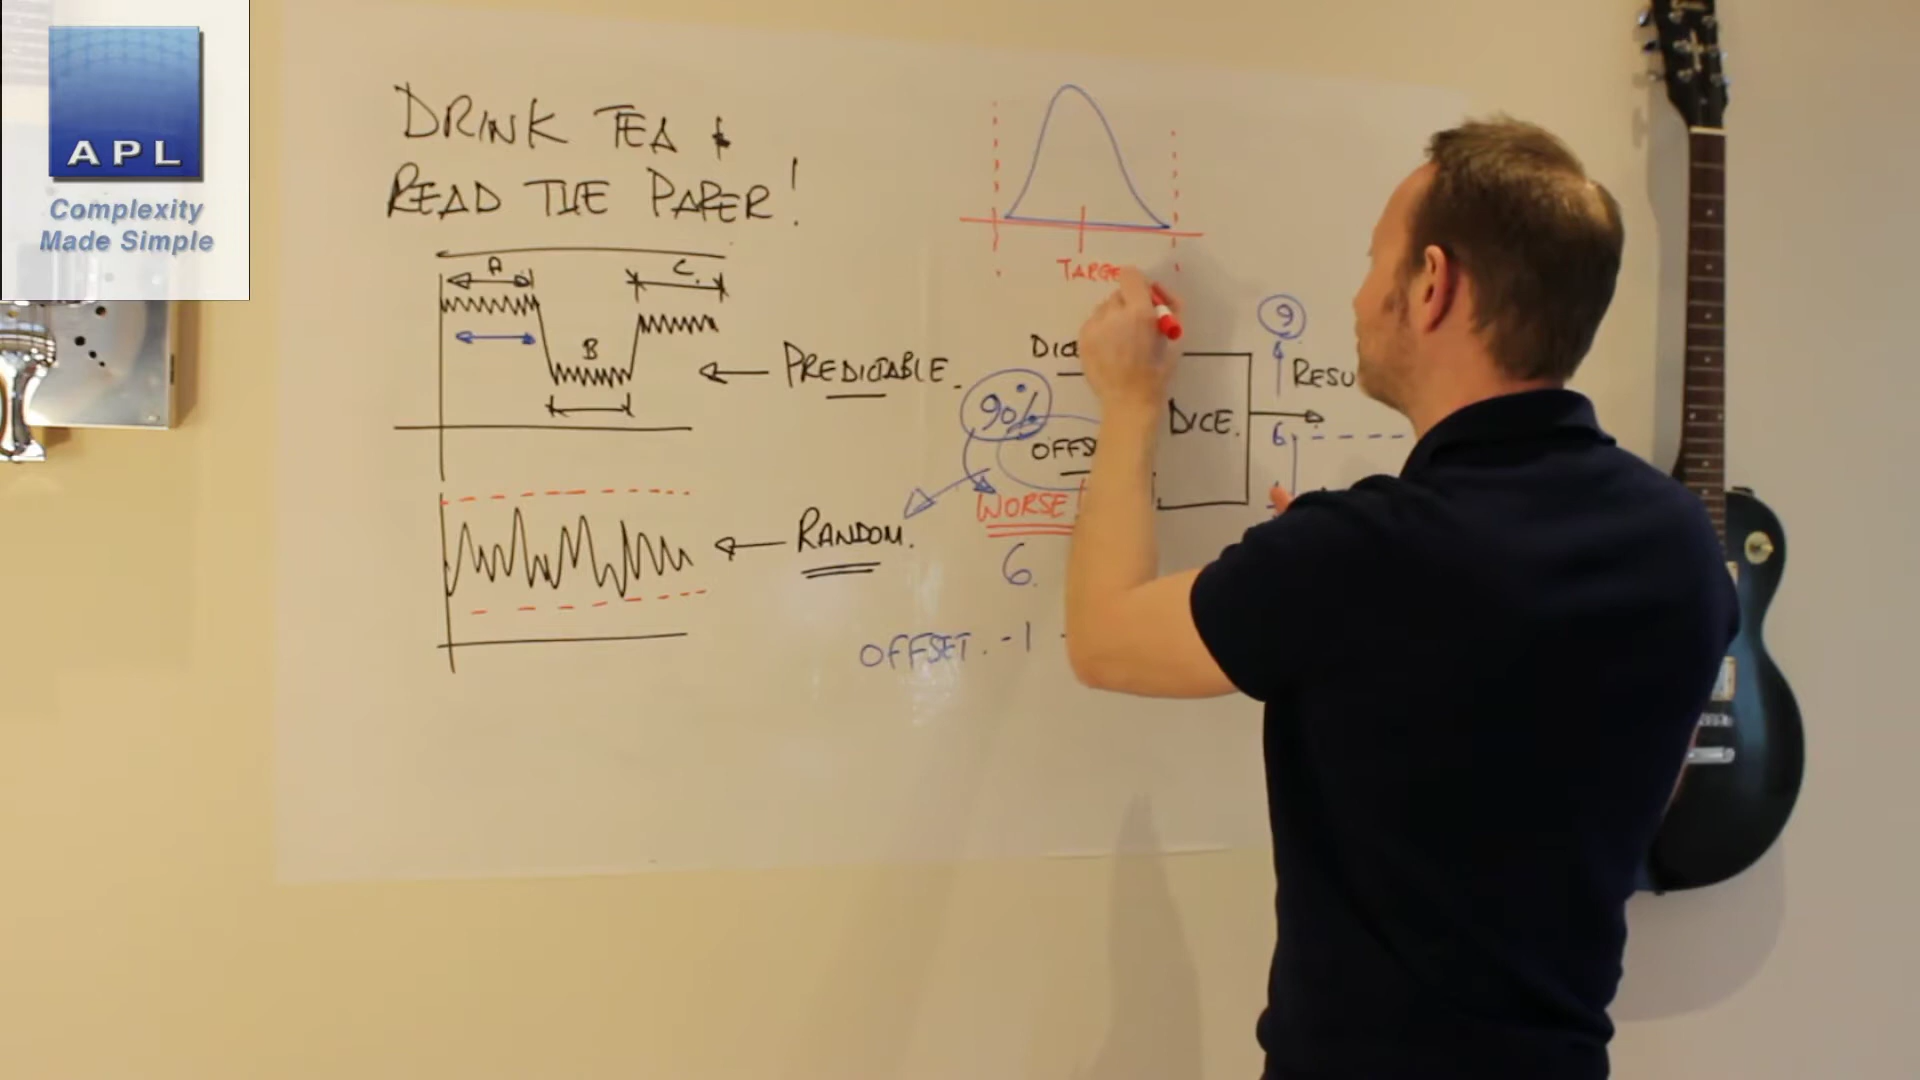 APL
Complexity
Made Simple
DRINK TEA &
READ THE PAPER!
A
C.
B
PREDICTABLE.
RANDOM.
TARGE
90%
WORSE
6.
OFFSET. -1
DICE.
9
RESU
6